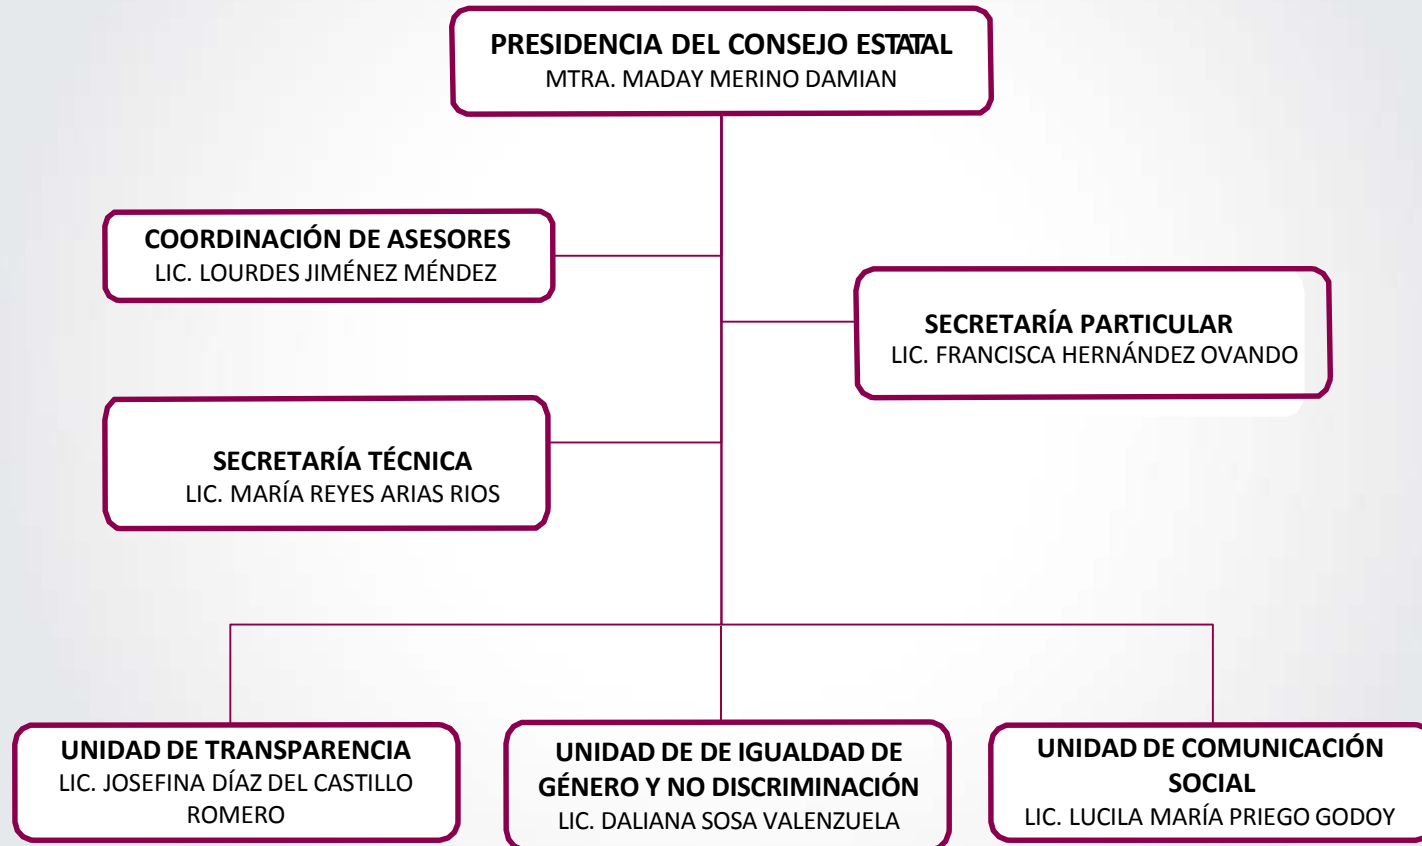 PRESIDENCIA DEL CONSEJO ESTATAL
MTRA. MADAY MERINO DAMIAN
COORDINACIÓN DE ASESORES
LIC. LOURDES JIMÉNEZ MÉNDEZ
SECRETARÍA PARTICULAR
LIC. FRANCISCA HERNÁNDEZ OVANDO
SECRETARÍA TÉCNICA
LIC. MARÍA REYES ARIAS RIOS
UNIDAD DE TRANSPARENCIA
LIC. JOSEFINA DÍAZ DEL CASTILLO
ROMERO
UNIDAD DE DE IGUALDAD DE
GÉNERO Y NO DISCRIMINACIÓN
LIC. DALIANA SOSA VALENZUELA
UNIDAD DE COMUNICACIÓN
SOCIAL
LIC. LUCILA MARÍA PRIEGO GODOY